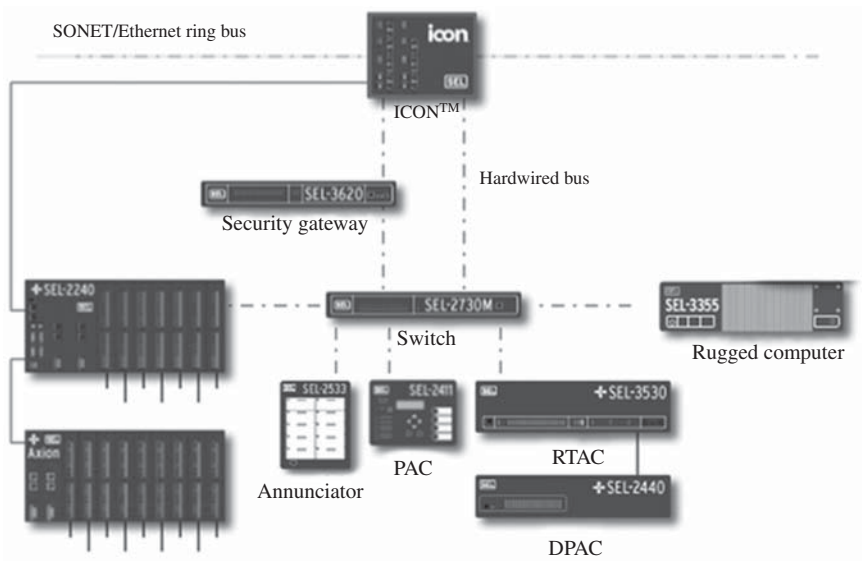 SONET/Ethernet ring bus
icon
SEL
ICON™
Hardwired bus
SEL-3620
Security gateway
SEL-2240
SEL-2730M
Switch
SEL-3355
Rugged computer
SEL-2533
SEL-2411
SEL-3530
Annunciator
PAC
RTAC
Axion
SEL-2440
DPAC